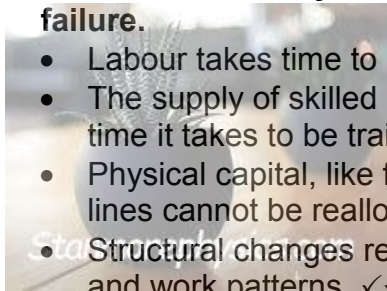 failure.
• Labour takes time to
• The supply of skilled
time it takes to be trai
• Physical capital, like f
lines cannot be reallo
• Structural changes re
and work patterns. ✓